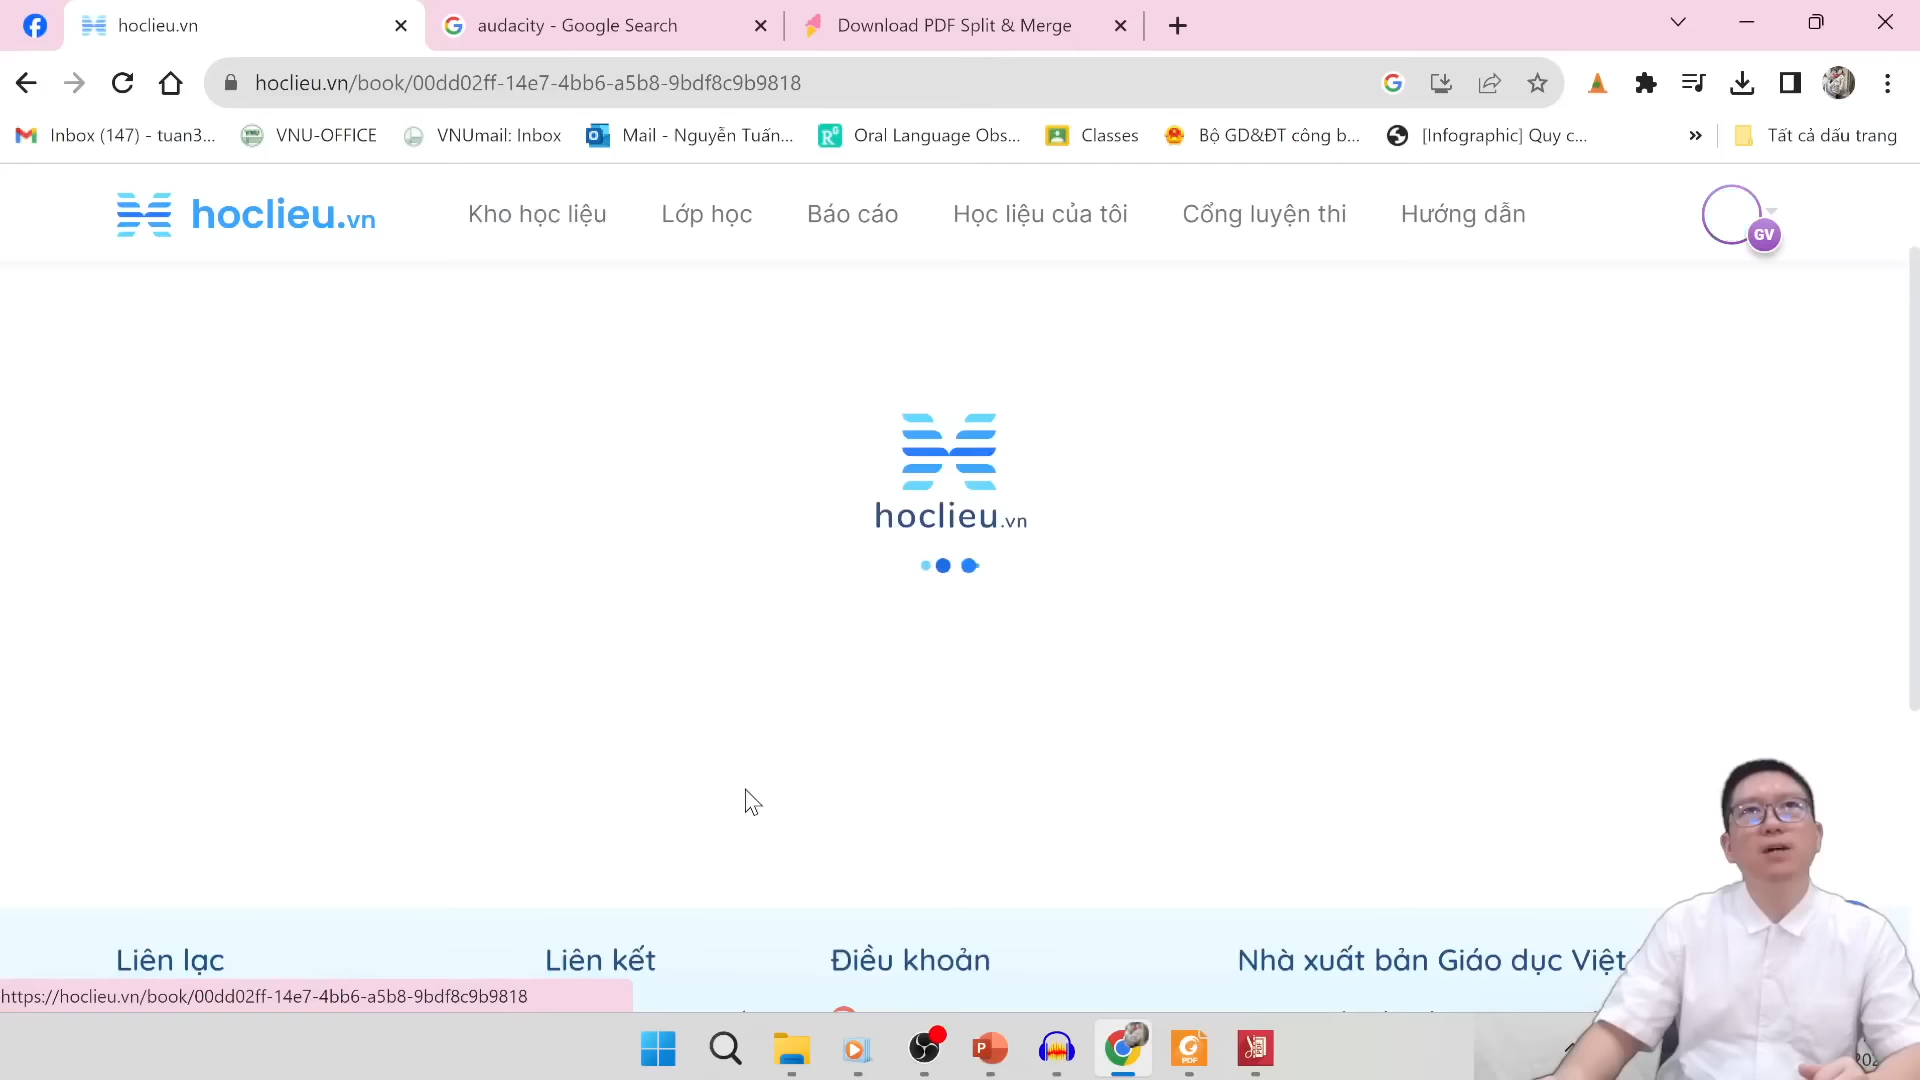 hoclieu.vn
audacity - Google Search
Download PDF Split & Merge
hoclieu.vn/book/00dd02ff-14e7-4bb6-a5b8-9bdf8c9b9818
Inbox (147) - tuan3...
VNU-OFFICE
VNUmail: Inbox
Mail - Nguyễn Tuấn...
Oral Language Obs...
Classes
Bộ GD&ĐT công b...
[Infographic] Quy c...
»
Tất cả dấu trang
hoclieu.vn
Kho học liệu
Lớp học
Báo cáo
Học liệu của tôi
Cổng luyện thi
Hướng dẫn
GV
hoclieu.vn
Liên lạc
Liên kết
Điều khoản
Nhà xuất bản Giáo dục Việt
https://hoclieu.vn/book/00dd02ff-14e7-4bb6-a5b8-9bdf8c9b9818